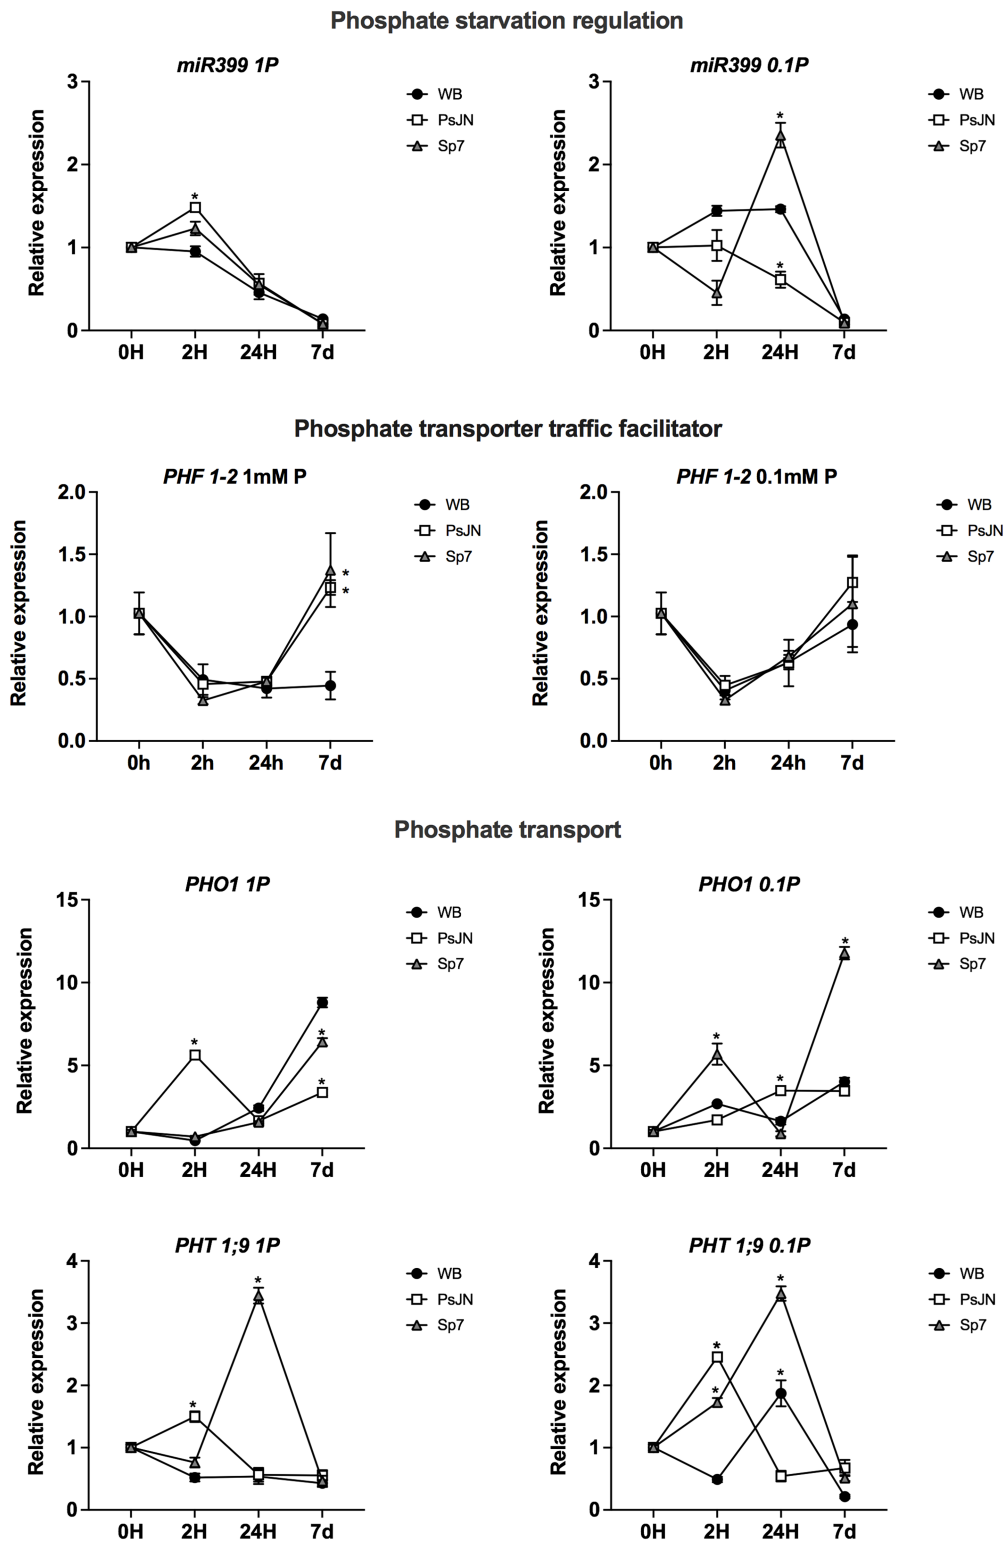 Phosphate starvation regulation
miR399 1P
miR399 0.1P
Relative expression
3
2
1
0
0H 2H 24H 7d
*
WB
PsJN
Sp7
Relative expression
3
2
1
0
0H 2H 24H 7d
*
*
WB
PsJN
Sp7
Phosphate transporter traffic facilitator
PHF 1-2 1mM P
PHF 1-2 0.1mM P
Relative expression
2.0
1.5
1.0
0.5
0.0
0h 2h 24h 7d
*
*
WB
PsJN
Sp7
Relative expression
2.0
1.5
1.0
0.5
0.0
0h 2h 24h 7d
WB
PsJN
Sp7
Phosphate transport
PHO1 1P
PHO1 0.1P
Relative expression
15
10
5
0
0H 2H 24H 7d
*
*
*
WB
PsJN
Sp7
Relative expression
15
10
5
0
0H 2H 24H 7d
*
*
*
WB
PsJN
Sp7
PHT 1;9 1P
PHT 1;9 0.1P
Relative expression
4
3
2
1
0
0H 2H 24H 7d
*
*
WB
PsJN
Sp7
Relative expression
4
3
2
1
0
0H 2H 24H 7d
*
*
*
*
WB
PsJN
Sp7